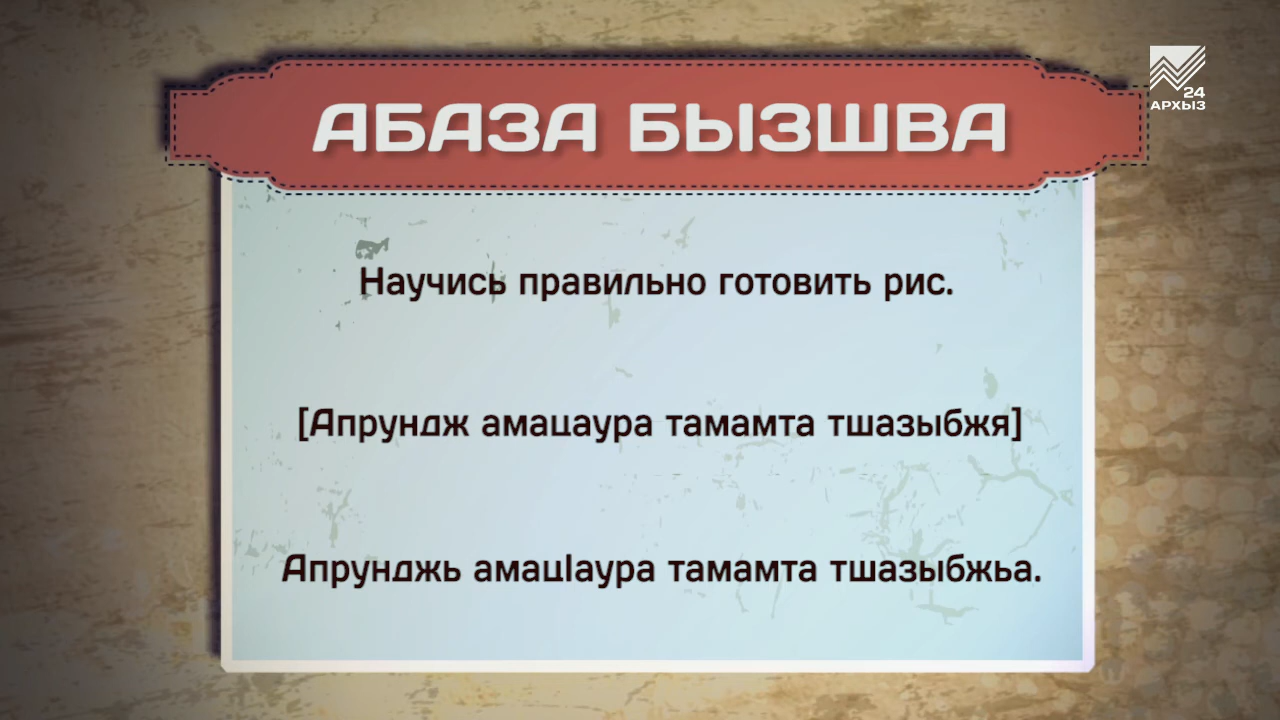 АБАЗА БЫЗШВА
24
АРХЫЗ
Научись правильно готовить рис.
[Апрундж амацаура тамамта тшазыбжя]
Апрунджь амацӏаура тамамта тшазыбжьа.